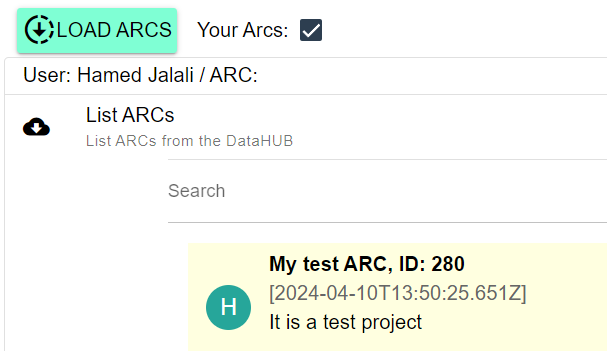 LOAD ARCS Your Arcs:
User: Hamed Jalali / ARC:
List ARCs
List ARCs from the DataHUB
Search
My test ARC, ID: 280
[2024-04-10T13:50:25.651Z]
H
It is a test project